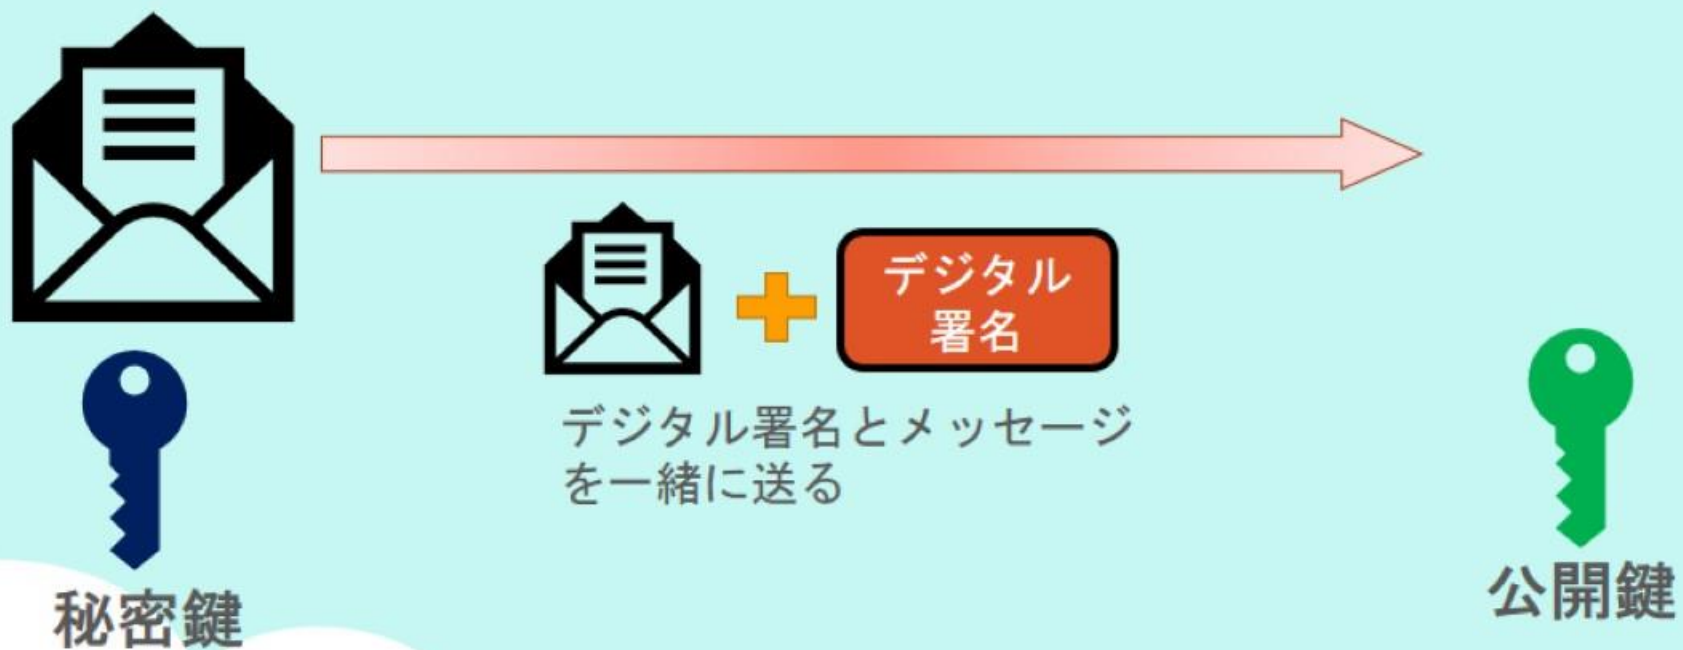 デジタル
署名
デジタル署名とメッセージ
を一緒に送る
秘密鍵
公開鍵